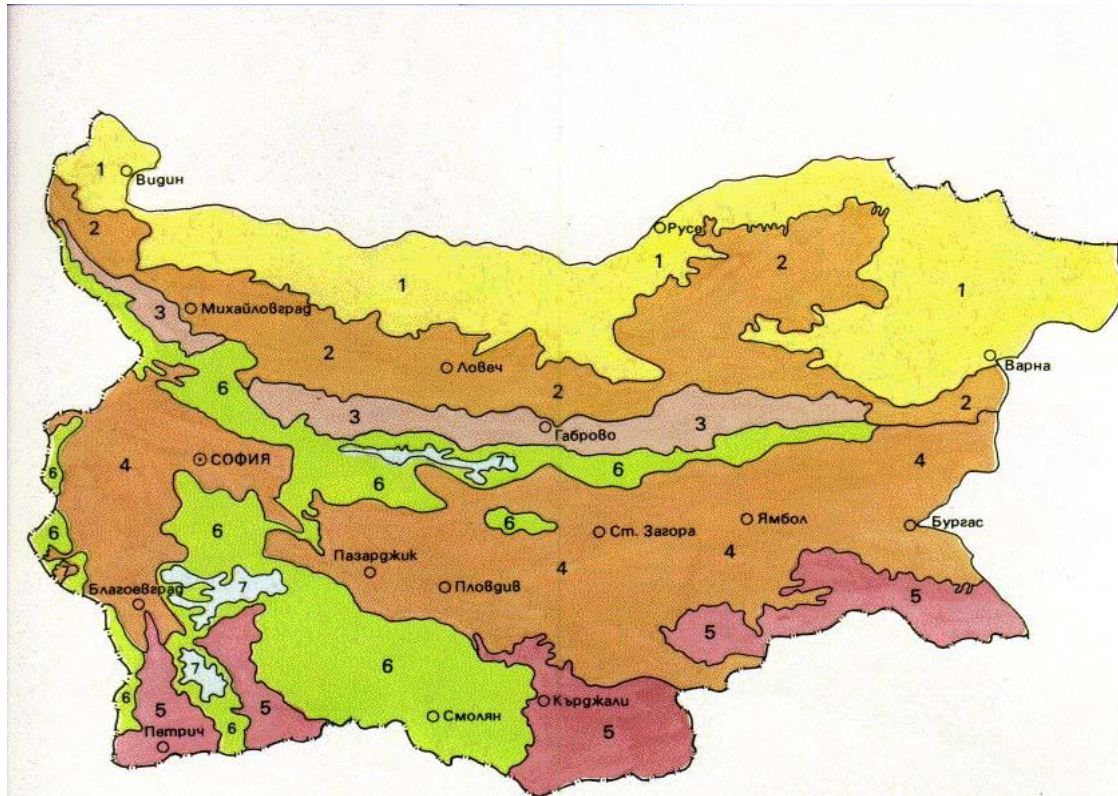 1
Видин
2
Русе
1
2
1
1
Михайловград
3
2
Ловеч
Варна
6
2
2
3
Габрово
3
4
СОФИЯ
7
6
4
6
6
6
6
6
Ст. Загора
Ямбол
Бургас
Пазарджик
4
4
7
7
Пловдив
Благоевград
5
5
6
7
6
5
5
6
Смолян
Кърджали
5
Петрич